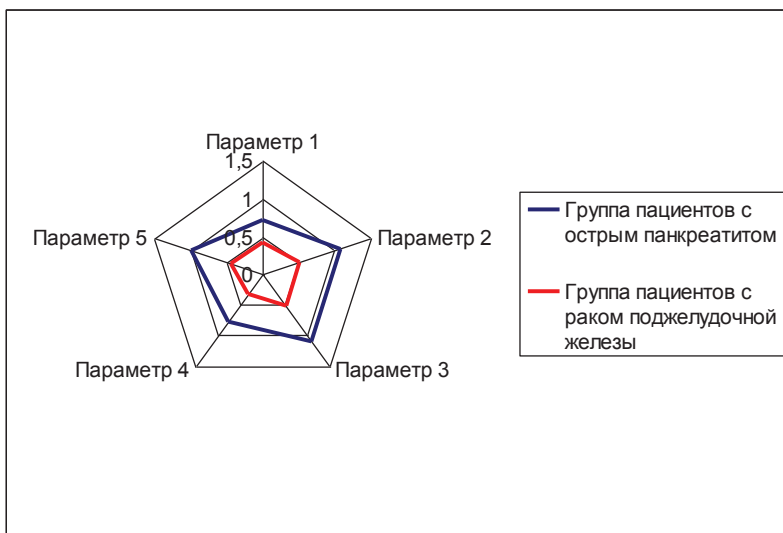 Параметр 1
1,5
1
Параметр 5
0,5
Параметр 2
0
Параметр 4
Параметр 3
Группа пациентов с
острым панкреатитом
Группа пациентов с
раком поджелудочной
железы